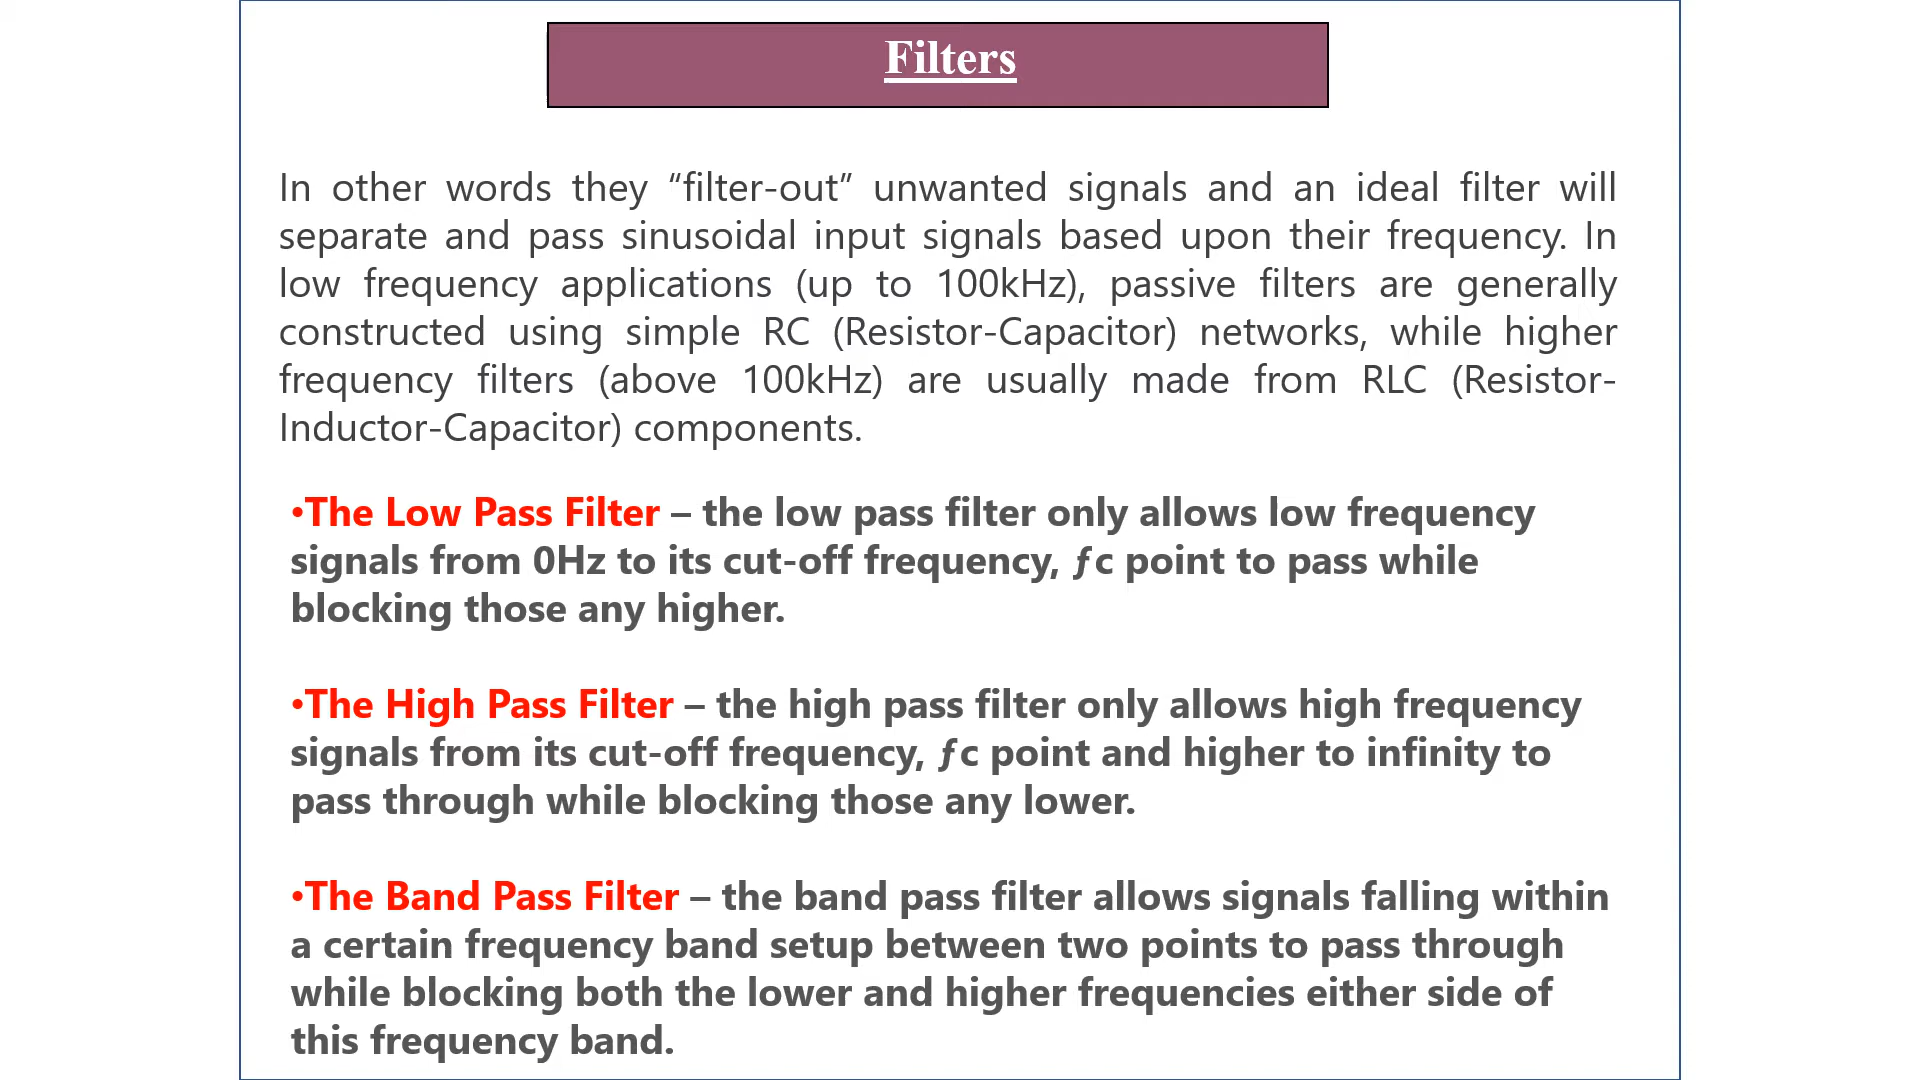 Filters
In other words they “filter-out” unwanted signals and an ideal filter will
separate and pass sinusoidal input signals based upon their frequency. In
low frequency applications (up to 100kHz), passive filters are generally
constructed using simple RC (Resistor-Capacitor) networks, while higher
frequency filters (above 100kHz) are usually made from RLC (Resistor-
Inductor-Capacitor) components.
•The Low Pass Filter – the low pass filter only allows low frequency
signals from 0Hz to its cut-off frequency, ƒc point to pass while
blocking those any higher.
•The High Pass Filter – the high pass filter only allows high frequency
signals from its cut-off frequency, ƒc point and higher to infinity to
pass through while blocking those any lower.
•The Band Pass Filter – the band pass filter allows signals falling within
a certain frequency band setup between two points to pass through
while blocking both the lower and higher frequencies either side of
this frequency band.